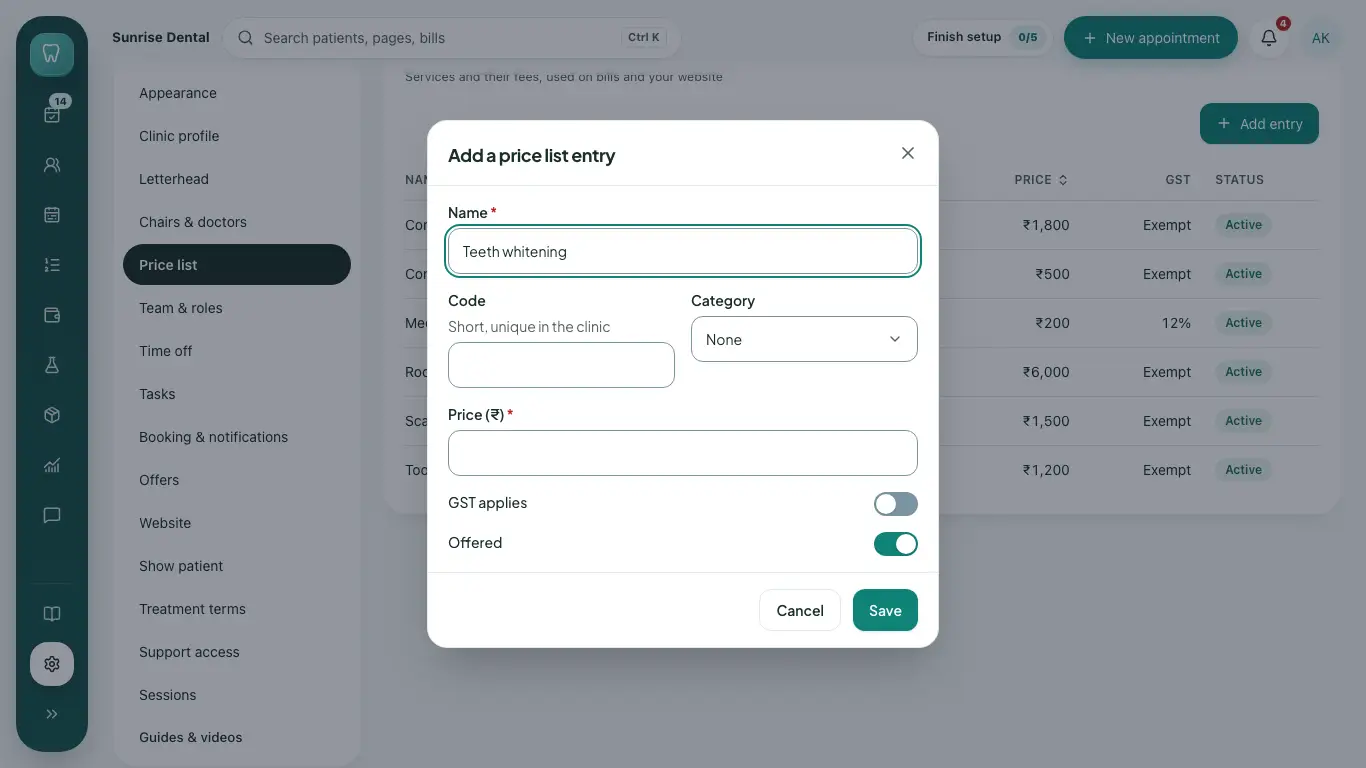 Sunrise Dental
Search patients, pages, bills
Ctrl K
Finish setup 0/5
+ New appointment
4
AK
14
Appearance
Clinic profile
Letterhead
Chairs & doctors
Price list
Team & roles
Time off
Tasks
Booking & notifications
Offers
Website
Show patient
Treatment terms
Support access
Sessions
Guides & videos
Services and their fees, used on bills and your website
+ Add entry
PRICE GST STATUS
₹1,800 Exempt Active
₹500 Exempt Active
₹200 12% Active
₹6,000 Exempt Active
₹1,500 Exempt Active
₹1,200 Exempt Active
Add a price list entry
Name *
Teeth whitening
Code
Short, unique in the clinic
Category
None
Price (₹) *
GST applies
Offered
Cancel
Save